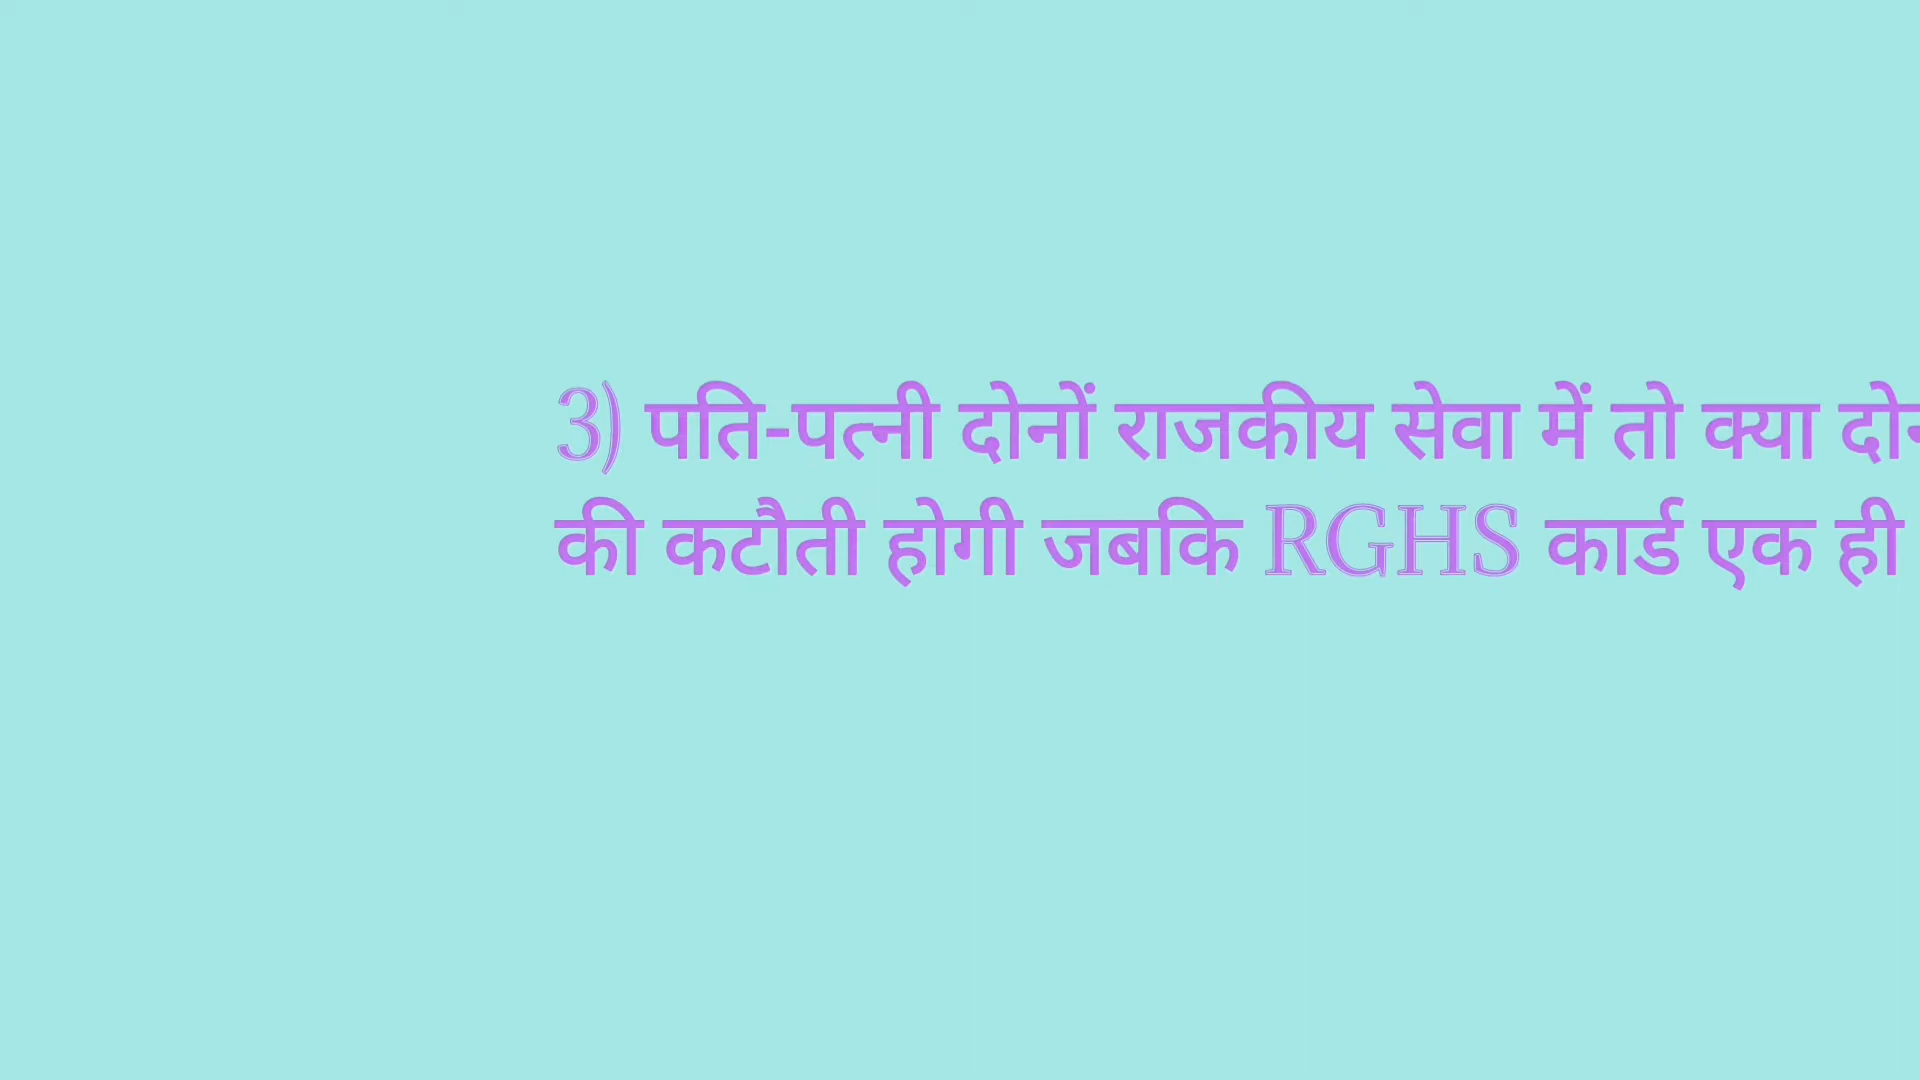 3) पति-पत्नी दोनों राजकीय सेवा में तो क्या
की कटौती होगी जबकि RGHS कार्ड एक ही